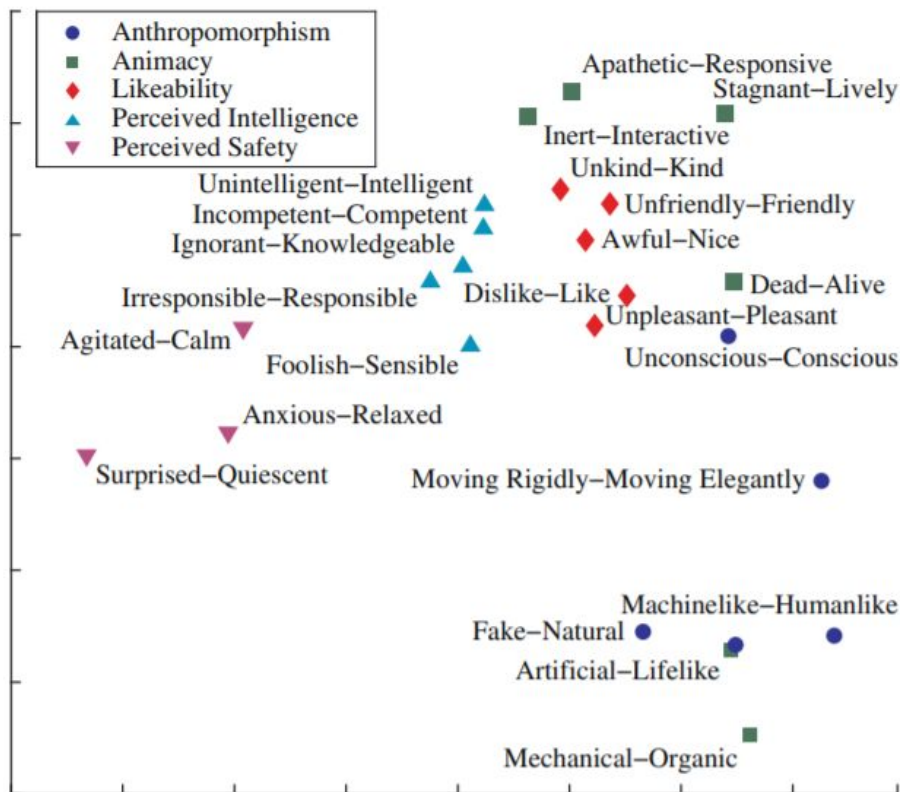 Anthropomorphism
Animacy
Likeability
Perceived Intelligence
Perceived Safety
Apathetic−Responsive
Stagnant−Lively
Inert−Interactive
Unkind−Kind
Unintelligent−Intelligent
Unfriendly−Friendly
Incompetent−Competent
Awful−Nice
Ignorant−Knowledgeable
Dead−Alive
Dislike−Like
Irresponsible−Responsible
Unpleasant−Pleasant
Agitated−Calm
Unconscious−Conscious
Foolish−Sensible
Anxious−Relaxed
Surprised−Quiescent
Moving Rigidly−Moving Elegantly
Machinelike−Humanlike
Fake−Natural
Artificial−Lifelike
Mechanical−Organic